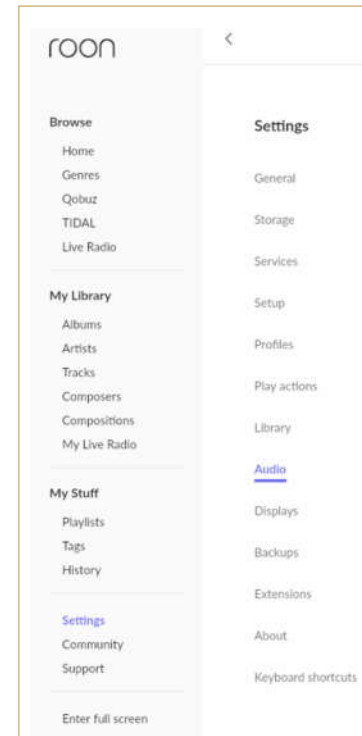 roon
Browse
Home
Genres
Qobuz
TIDAL
Live Radio
My Library
Albums
Artists
Tracks
Composers
Compositions
My Live Radio
My Stuff
Playlists
Tags
History
Settings
Community
Support
Enter full screen
Settings
General
Storage
Services
Setup
Profiles
Play actions
Library
Audio
Displays
Backups
Extensions
About
Keyboard shortcuts